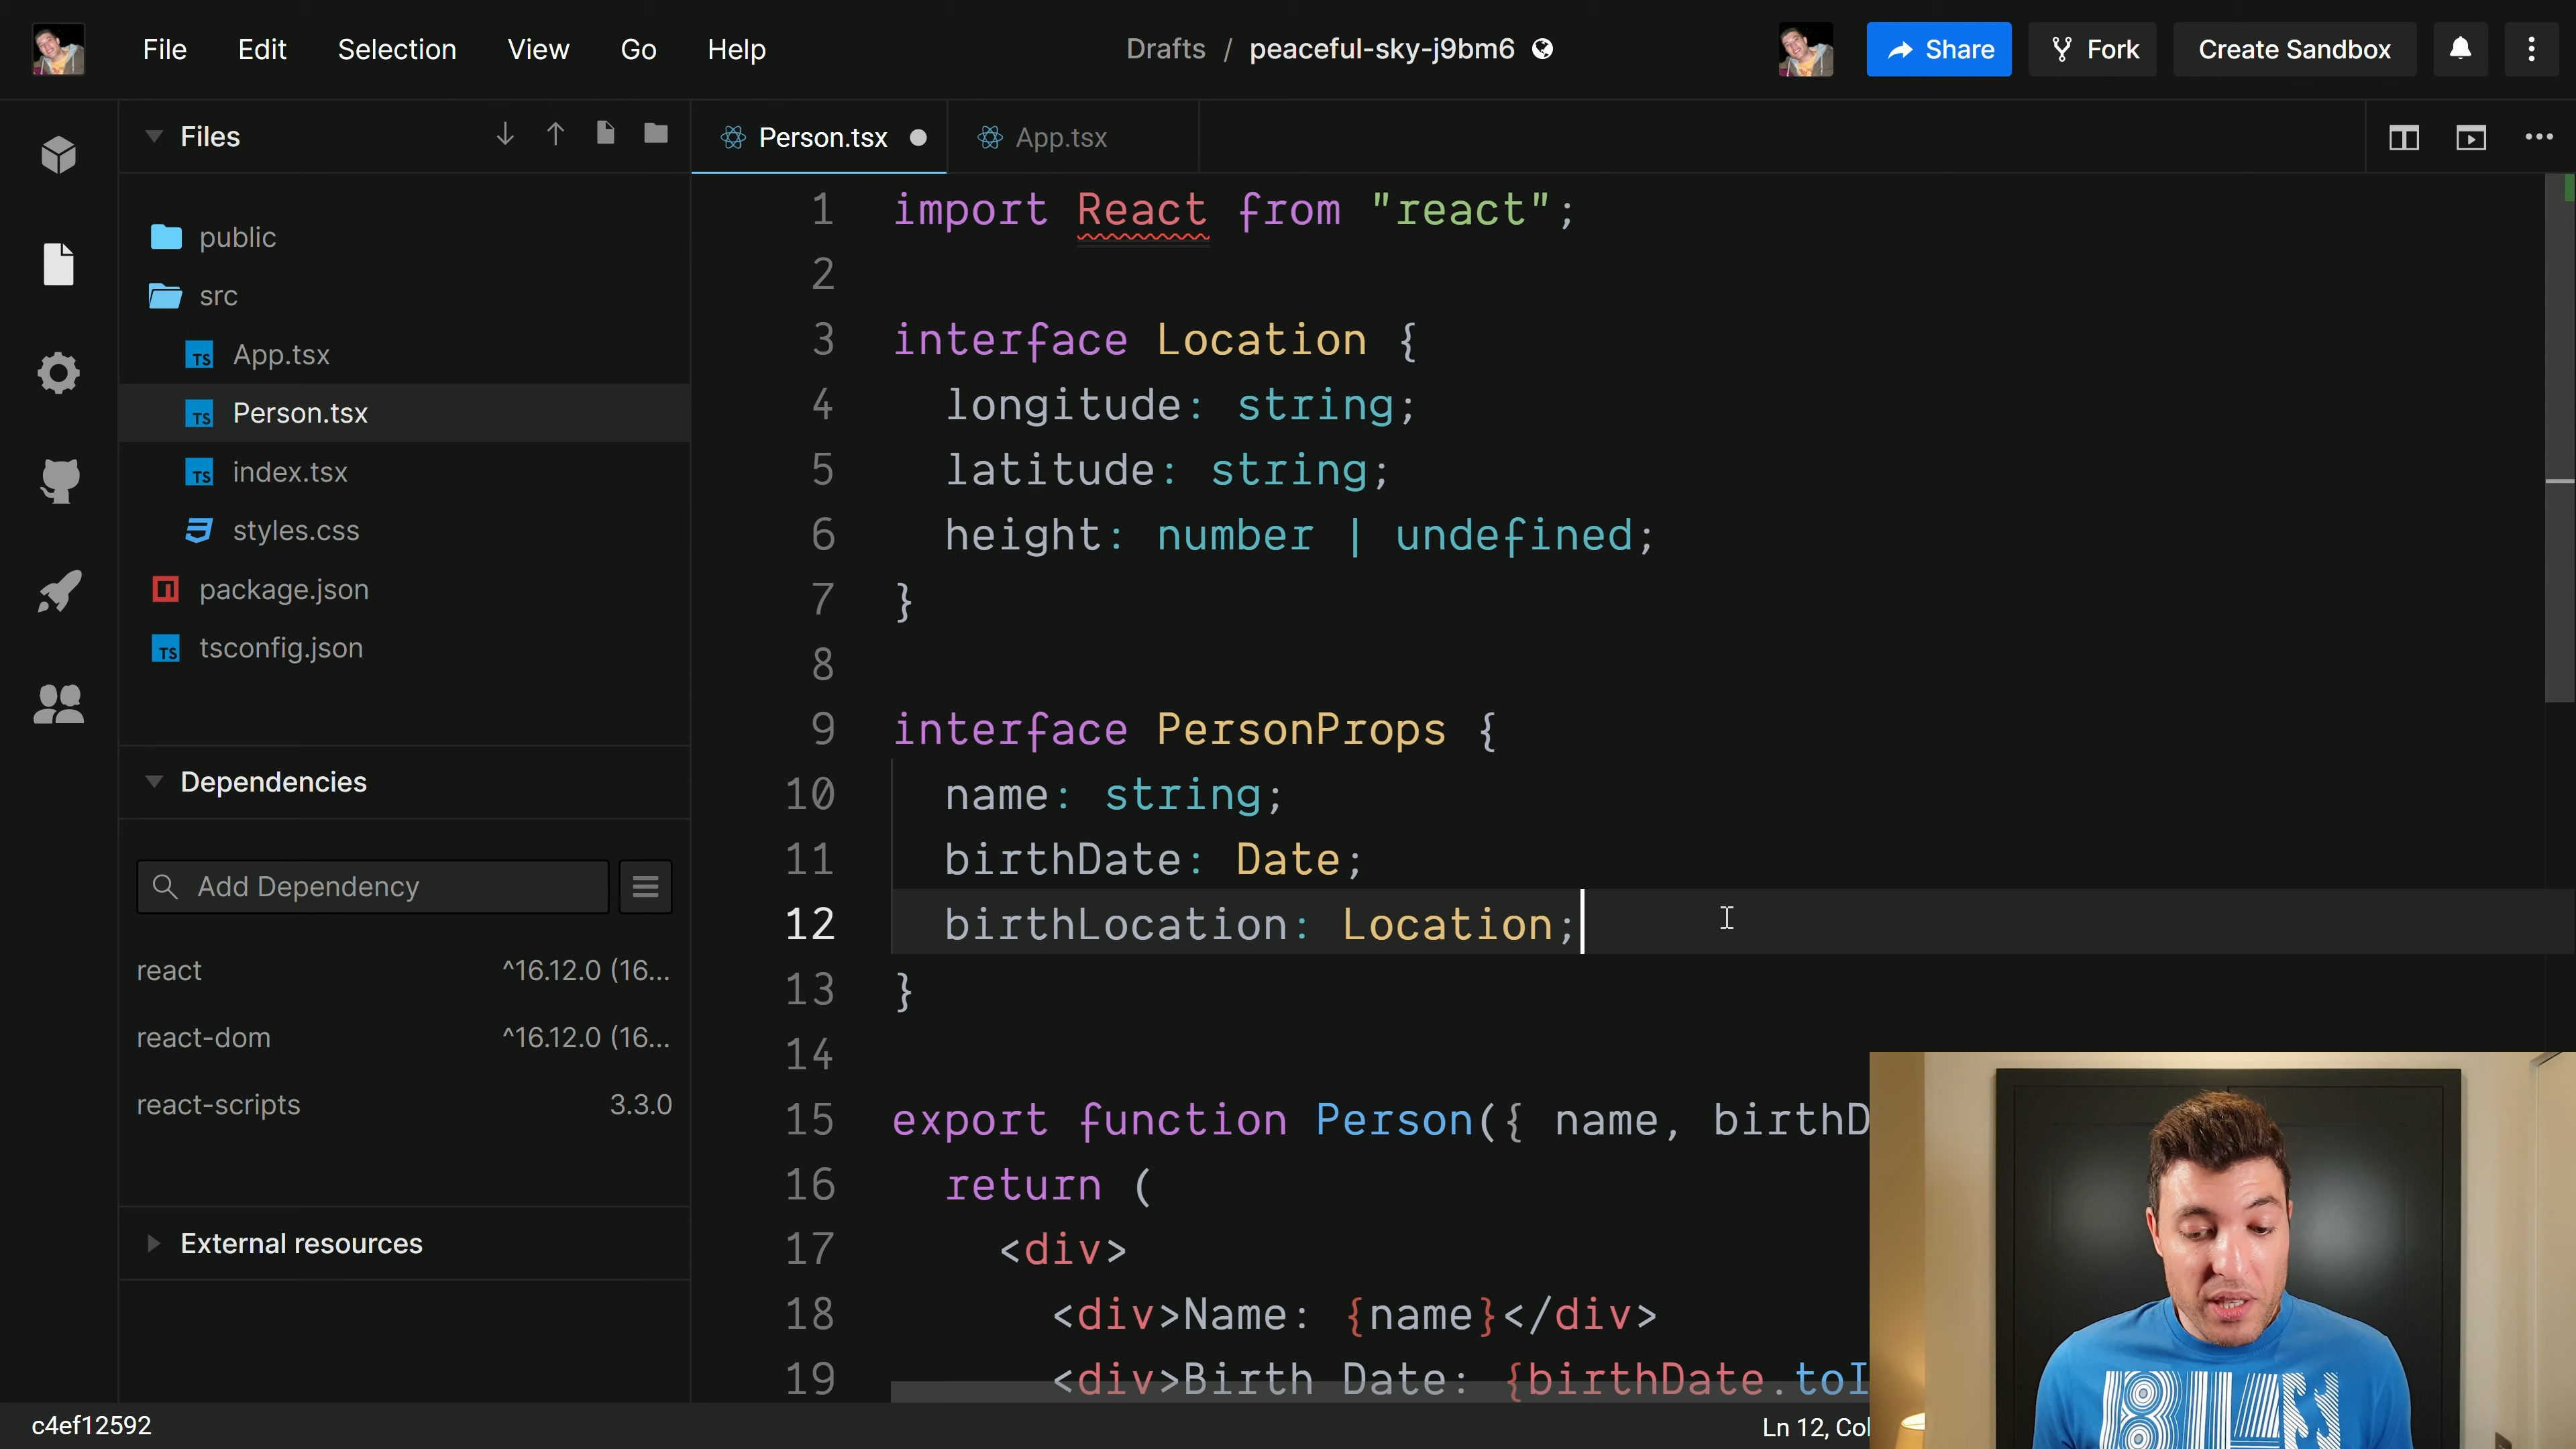 File Edit Selection View Go Help
Drafts / peaceful-sky-j9bm6
Share
Fork
Create Sandbox
Files
public
src
TS App.tsx
TS Person.tsx
TS index.tsx
styles.css
package.json
TS tsconfig.json
Dependencies
Add Dependency
react ^16.12.0 (16...
react-dom ^16.12.0 (16...
react-scripts 3.3.0
External resources
c4ef12592
Person.tsx
App.tsx
1 import React from "react";
2
3 interface Location {
4 longitude: string;
5 latitude: string;
6 height: number | undefined;
7 }
8
9 interface PersonProps {
10 name: string;
11 birthDate: Date;
12 birthLocation: Location;
13 }
14
15 export function Person({ name, birthD
16 return (
17 <div>
18 <div>Name: {name}</div>
19 <div>Birth Date: {birthDate.toI
Ln 12, Col